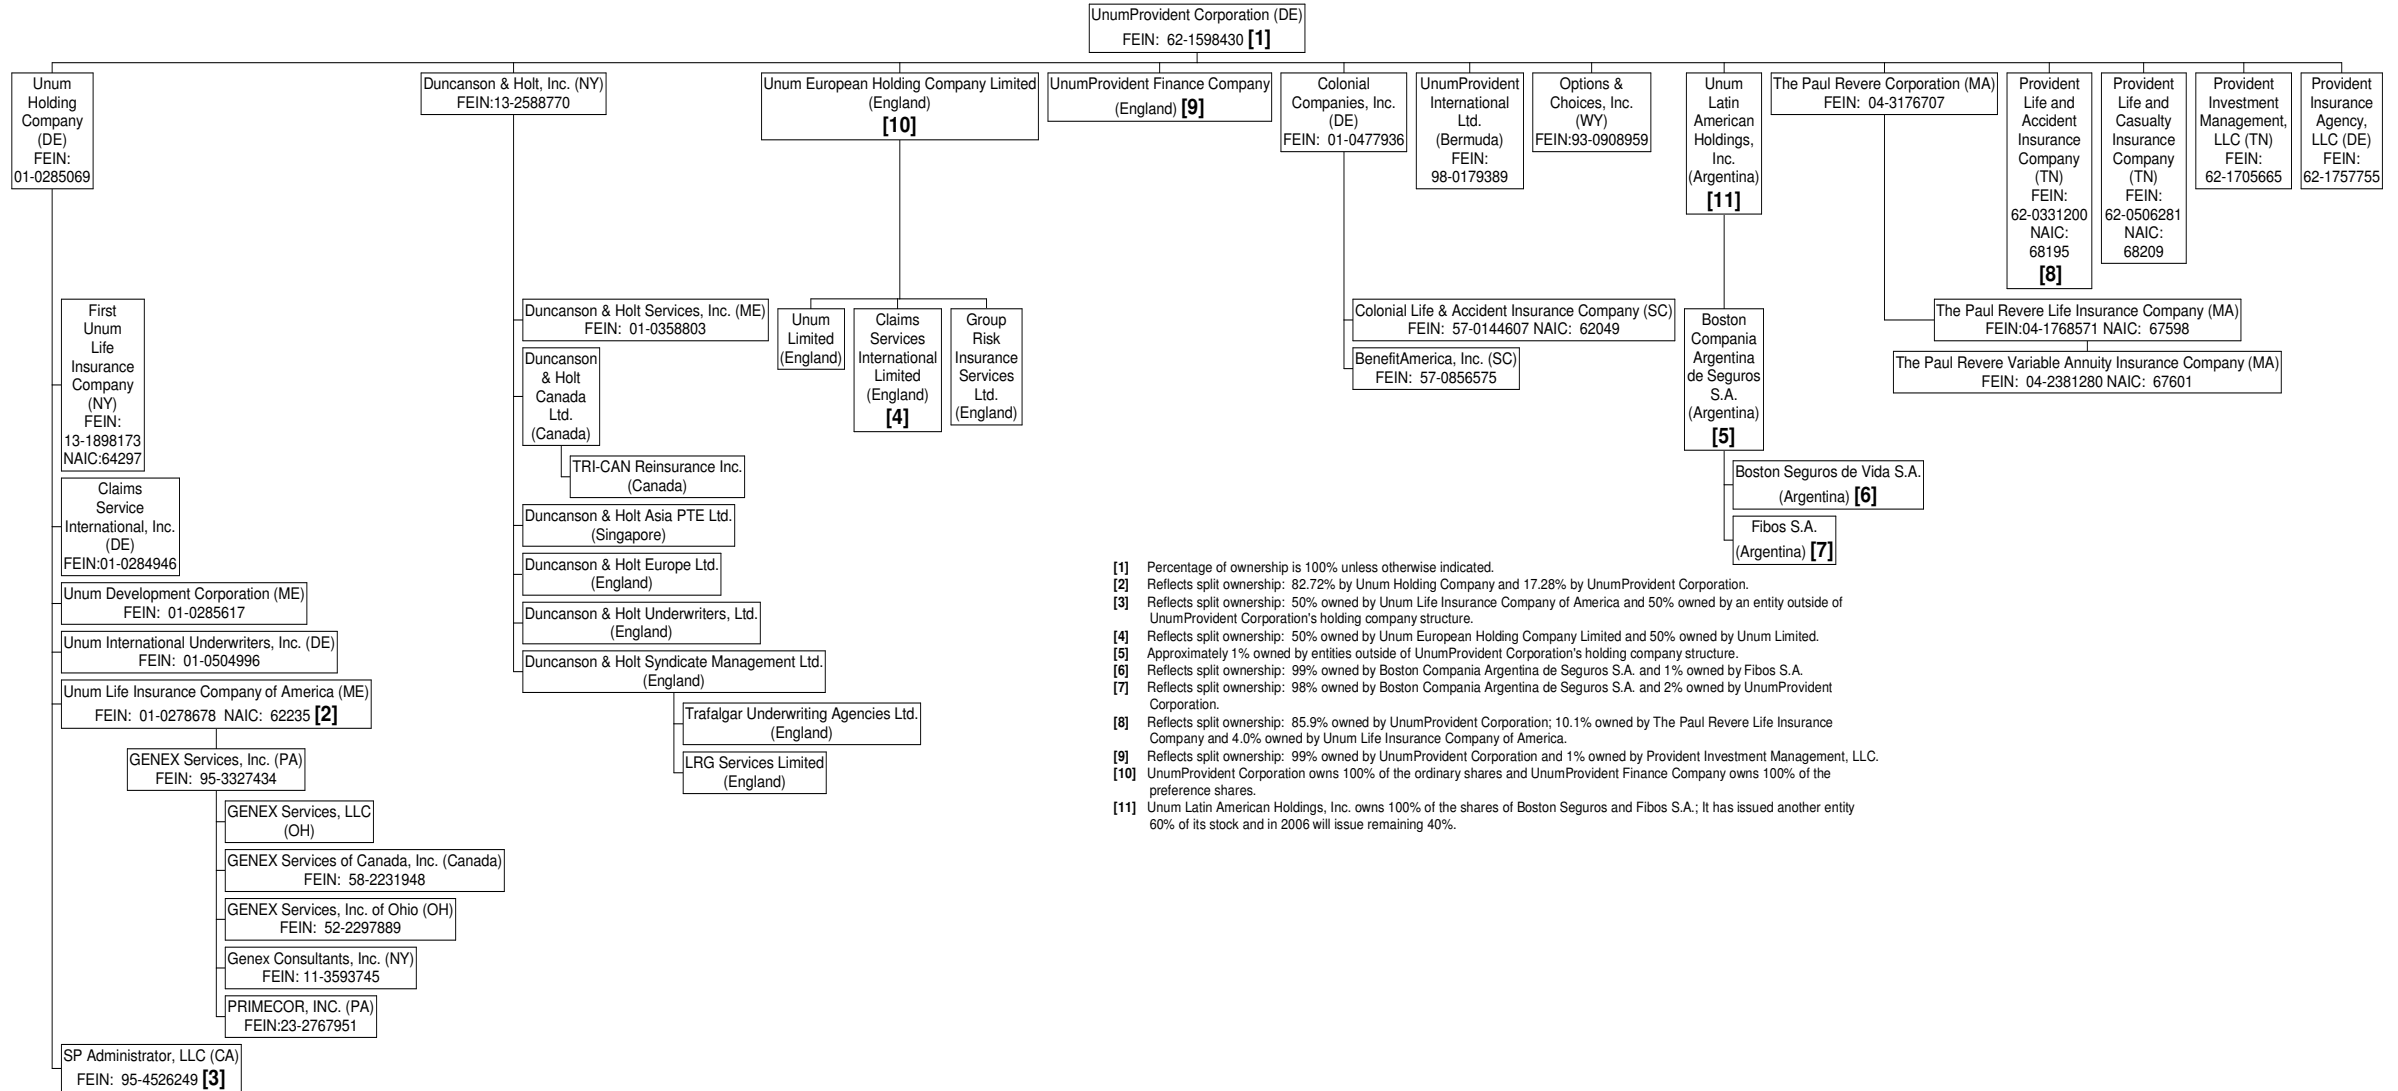 UnumProvident Corporation (DE)
FEIN: 62-1598430 [1]
Unum
Holding
Company
(DE)
FEIN:
01-0285069
Duncanson & Holt, Inc. (NY)
FEIN:13-2588770
Unum European Holding Company Limited
(England)
[10]
UnumProvident Finance Company
(England) [9]
Colonial
Companies, Inc.
(DE)
FEIN: 01-0477936
UnumProvident
International
Ltd.
(Bermuda)
FEIN:
98-0179389
Options &
Choices, Inc.
(WY)
FEIN:93-0908959
Unum
Latin
American
Holdings,
Inc.
(Argentina)
[11]
The Paul Revere Corporation (MA)
FEIN: 04-3176707
Provident
Life and
Accident
Insurance
Company
(TN)
FEIN:
62-0331200
NAIC:
68195
[8]
Provident
Life and
Casualty
Insurance
Company
(TN)
FEIN:
62-0506281
NAIC:
68209
Provident
Investment
Management,
LLC (TN)
FEIN:
62-1705665
Provident
Insurance
Agency,
LLC (DE)
FEIN:
62-1757755
First
Unum
Life
Insurance
Company
(NY)
FEIN:
13-1898173
NAIC:64297
Claims
Service
International, Inc.
(DE)
FEIN:01-0284946
Unum Development Corporation (ME)
FEIN: 01-0285617
Unum International Underwriters, Inc. (DE)
FEIN: 01-0504996
Unum Life Insurance Company of America (ME)
FEIN: 01-0278678 NAIC: 62235 [2]
GENEX Services, Inc. (PA)
FEIN: 95-3327434
GENEX Services, LLC
(OH)
GENEX Services of Canada, Inc. (Canada)
FEIN: 58-2231948
GENEX Services, Inc. of Ohio (OH)
FEIN: 52-2297889
Genex Consultants, Inc. (NY)
FEIN: 11-3593745
PRIMECOR, INC. (PA)
FEIN:23-2767951
SP Administrator, LLC (CA)
FEIN: 95-4526249 [3]
Duncanson & Holt Services, Inc. (ME)
FEIN: 01-0358803
Duncanson
& Holt
Canada
Ltd.
(Canada)
TRI-CAN Reinsurance Inc.
(Canada)
Duncanson & Holt Asia PTE Ltd.
(Singapore)
Duncanson & Holt Europe Ltd.
(England)
Duncanson & Holt Underwriters, Ltd.
(England)
Duncanson & Holt Syndicate Management Ltd.
(England)
Trafalgar Underwriting Agencies Ltd.
(England)
LRG Services Limited
(England)
Unum
Limited
(England)
Claims
Services
International
Limited
(England)
[4]
Group
Risk
Insurance
Services
Ltd.
(England)
Colonial Life & Accident Insurance Company (SC)
FEIN: 57-0144607 NAIC: 62049
BenefitAmerica, Inc. (SC)
FEIN: 57-0856575
Boston
Compania
Argentina
de Seguros
S.A.
(Argentina)
[5]
Boston Seguros de Vida S.A.
(Argentina) [6]
Fibos S.A.
(Argentina) [7]
The Paul Revere Life Insurance Company (MA)
FEIN:04-1768571 NAIC: 67598
The Paul Revere Variable Annuity Insurance Company (MA)
FEIN: 04-2381280 NAIC: 67601
[1] Percentage of ownership is 100% unless otherwise indicated.
[2] Reflects split ownership: 82.72% by Unum Holding Company and 17.28% by UnumProvident Corporation.
[3] Reflects split ownership: 50% owned by Unum Life Insurance Company of America and 50% owned by an entity outside of
UnumProvident Corporation's holding company structure.
[4] Reflects split ownership: 50% owned by Unum European Holding Company Limited and 50% owned by Unum Limited.
[5] Approximately 1% owned by entities outside of UnumProvident Corporation's holding company structure.
[6] Reflects split ownership: 99% owned by Boston Compania Argentina de Seguros S.A. and 1% owned by Fibos S.A.
[7] Reflects split ownership: 98% owned by Boston Compania Argentina de Seguros S.A. and 2% owned by UnumProvident
Corporation.
[8] Reflects split ownership: 85.9% owned by UnumProvident Corporation; 10.1% owned by The Paul Revere Life Insurance
Company and 4.0% owned by Unum Life Insurance Company of America.
[9] Reflects split ownership: 99% owned by UnumProvident Corporation and 1% owned by Provident Investment Management, LLC.
[10] UnumProvident Corporation owns 100% of the ordinary shares and UnumProvident Finance Company owns 100% of the
preference shares.
[11] Unum Latin American Holdings, Inc. owns 100% of the shares of Boston Seguros and Fibos S.A.; It has issued another entity
60% of its stock and in 2006 will issue remaining 40%.